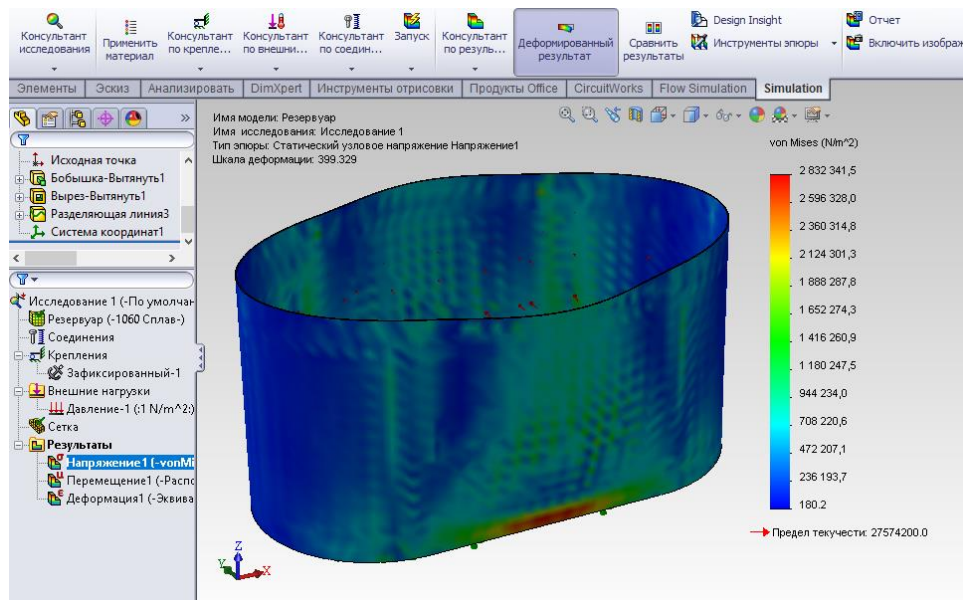 Консультант исследования
Применить материал
Консультант по крепле...
Консультант по внешни...
Консультант по соедин...
Запуск
Консультант по резуль...
Деформированный результат
Сравнить результаты
Design Insight
Инструменты эпюры
Отчет
Включить изображ
Элементы
Эскиз
Анализировать
DimXpert
Инструменты отрисовки
Продукты Office
CircuitWorks
Flow Simulation
Simulation
Исходная точка
Бобышка-Вытянуть1
Вырез-Вытянуть1
Разделяющая линия3
Система координат1
Исследование 1 (-По умолчан
Резервуар (-1060 Сплав-)
Соединения
Крепления
Зафиксированный-1
Внешние нагрузки
Давление-1 (:1 N/m^2:)
Сетка
Результаты
Напряжение1 (-vonMi
Перемещение1 (-Распо
Деформация1 (-Эквива
Имя модели: Резервуар
Имя исследования: Исследование 1
Тип эпюры: Статический узловое напряжение Напряжение1
Шкала деформации: 399.329
von Mises (N/m^2)
2 832 341,5
2 596 328,0
2 360 314,8
2 124 301,3
1 888 287,8
1 652 274,3
1 416 260,9
1 180 247,5
944 234,0
708 220,6
472 207,1
236 193,7
180.2
Предел текучести: 27574200.0
Z
Y
X